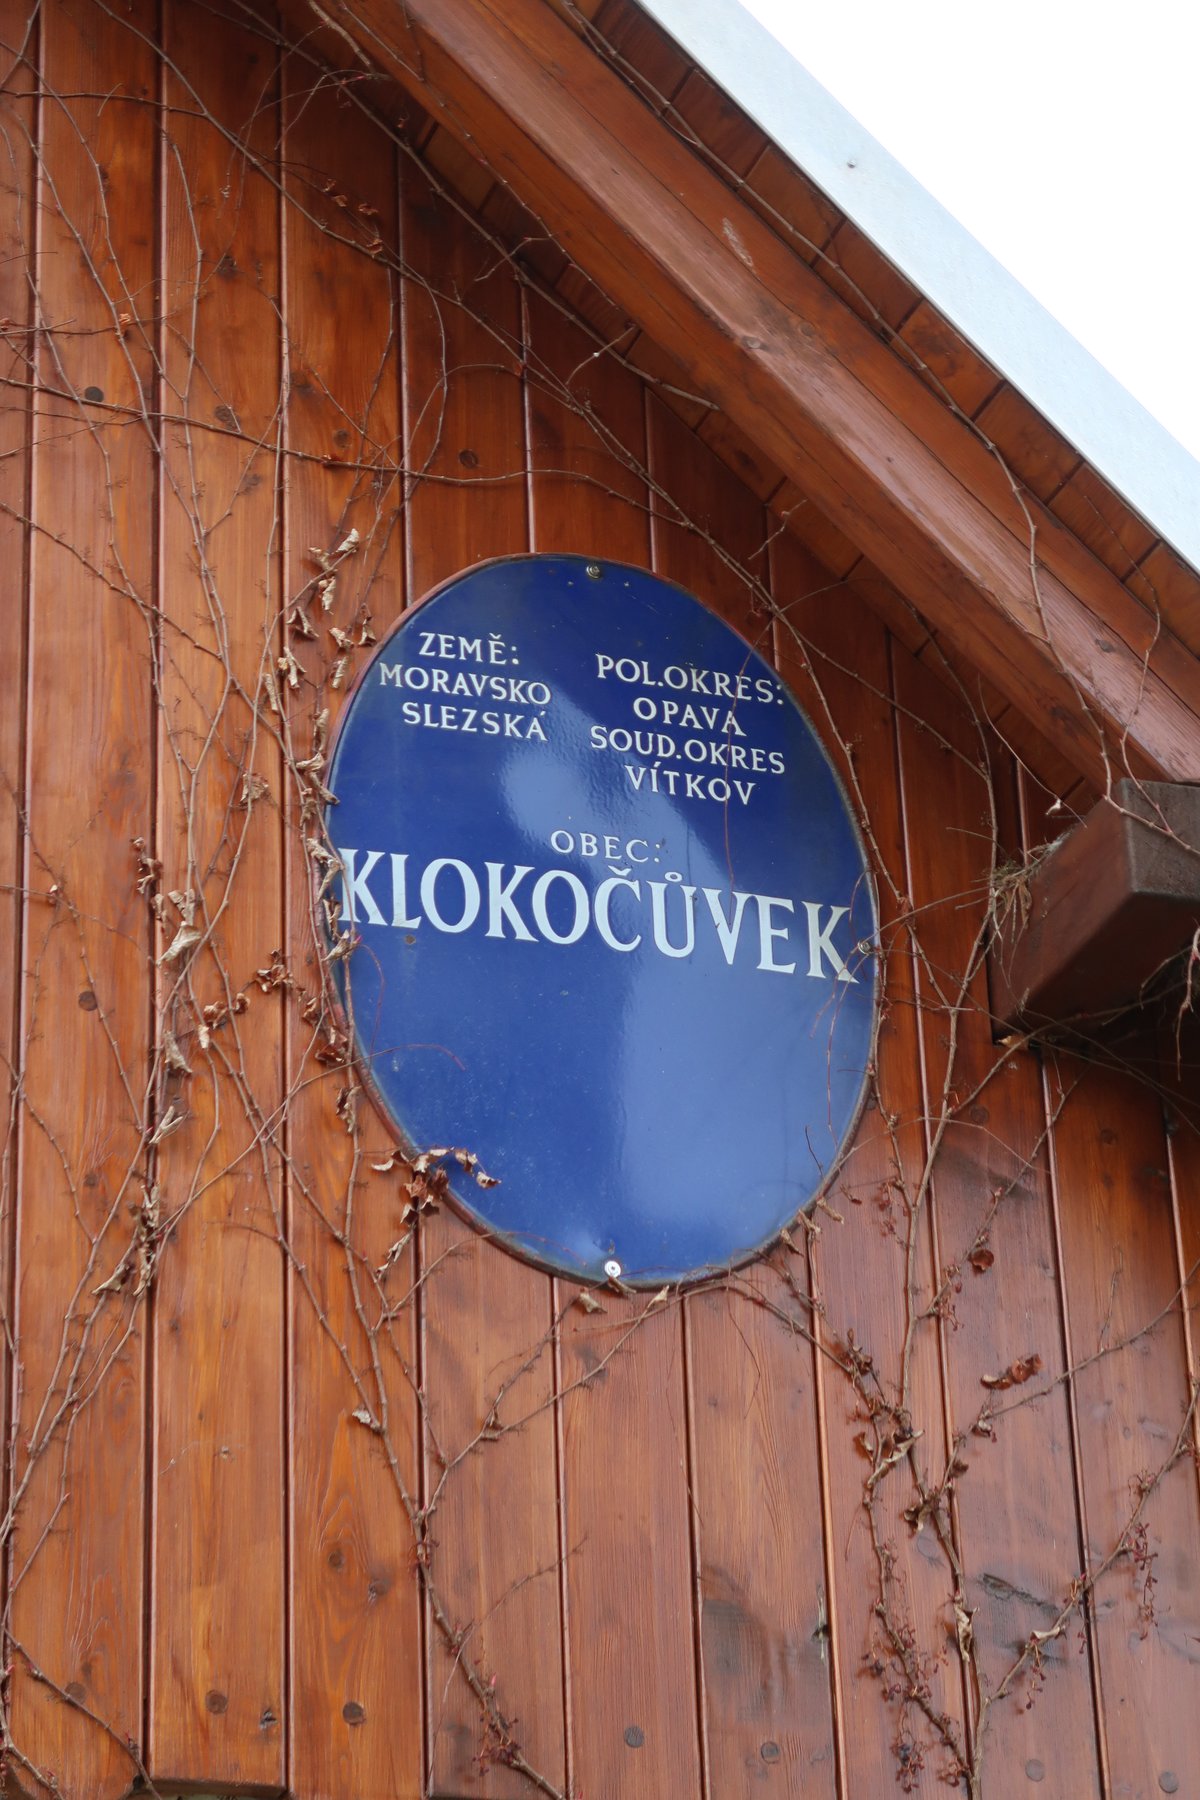 ZEMĚ:
MORAVSKO
SLEZSKÁ
POL.OKRES:
OPAVA
SOUD.OKRES
VÍTKOV
OBEC:
KLOKOČŮVEK